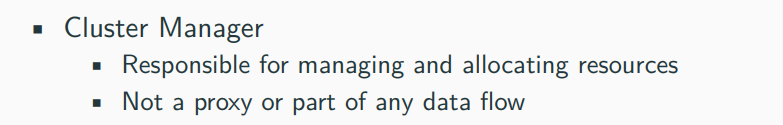 ▪ Cluster Manager
▪ Responsible for managing and allocating resources
▪ Not a proxy or part of any data flow